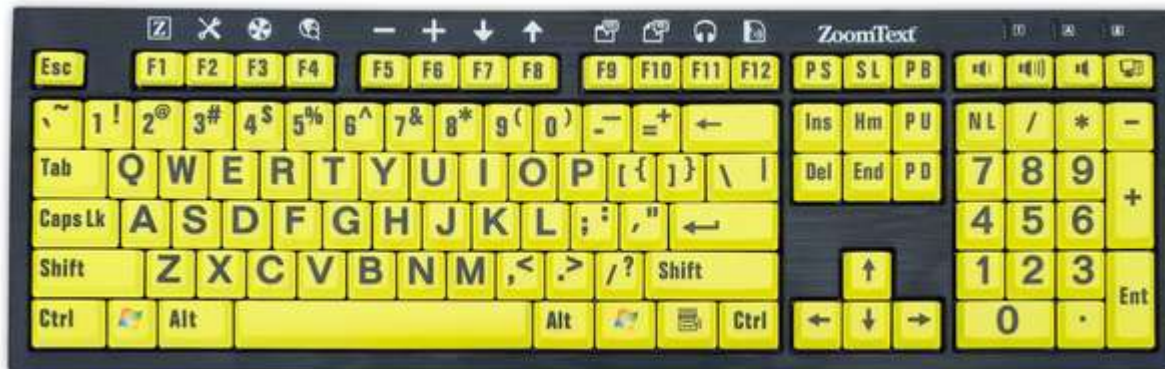 Z ZoomText 1 A
Esc F1 F2 F3 F4 F5 F6 F7 F8 F9 F10 F11 F12 PS SL PB
`~ 1! 2@ 3# 4$ 5% 6^ 7& 8* 9( 0) -— =+ ← Ins Hm PU NL / * −
Tab Q W E R T Y U I O P [{ ]} \| Del End PD 7 8 9 +
Caps Lk A S D F G H J K L ;: ," ↵ 4 5 6
Shift Z X C V B N M ,< .> /? Shift ↑ 1 2 3 Ent
Ctrl Alt Alt Ctrl ← ↓ → 0 .